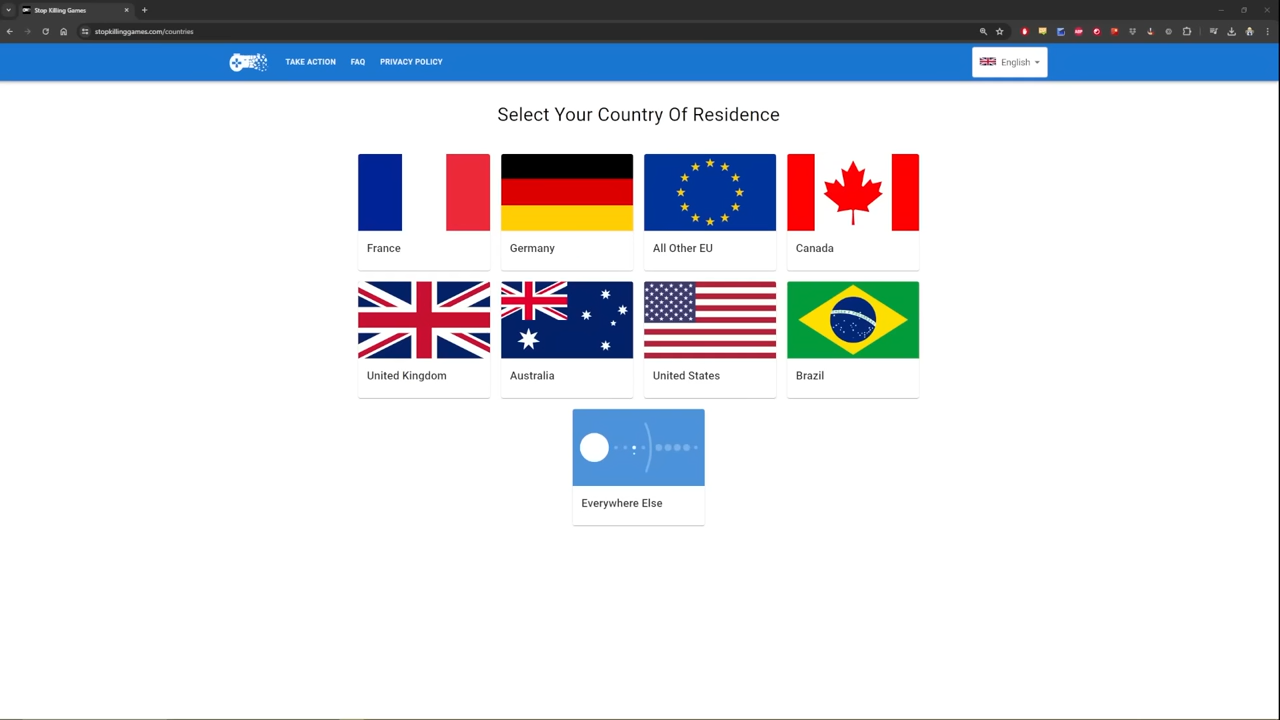 Stop Killing Games
stopkillinggames.com/countries
TAKE ACTION
FAQ
PRIVACY POLICY
English
Select Your Country Of Residence
France
Germany
All Other EU
Canada
United Kingdom
Australia
United States
Brazil
Everywhere Else